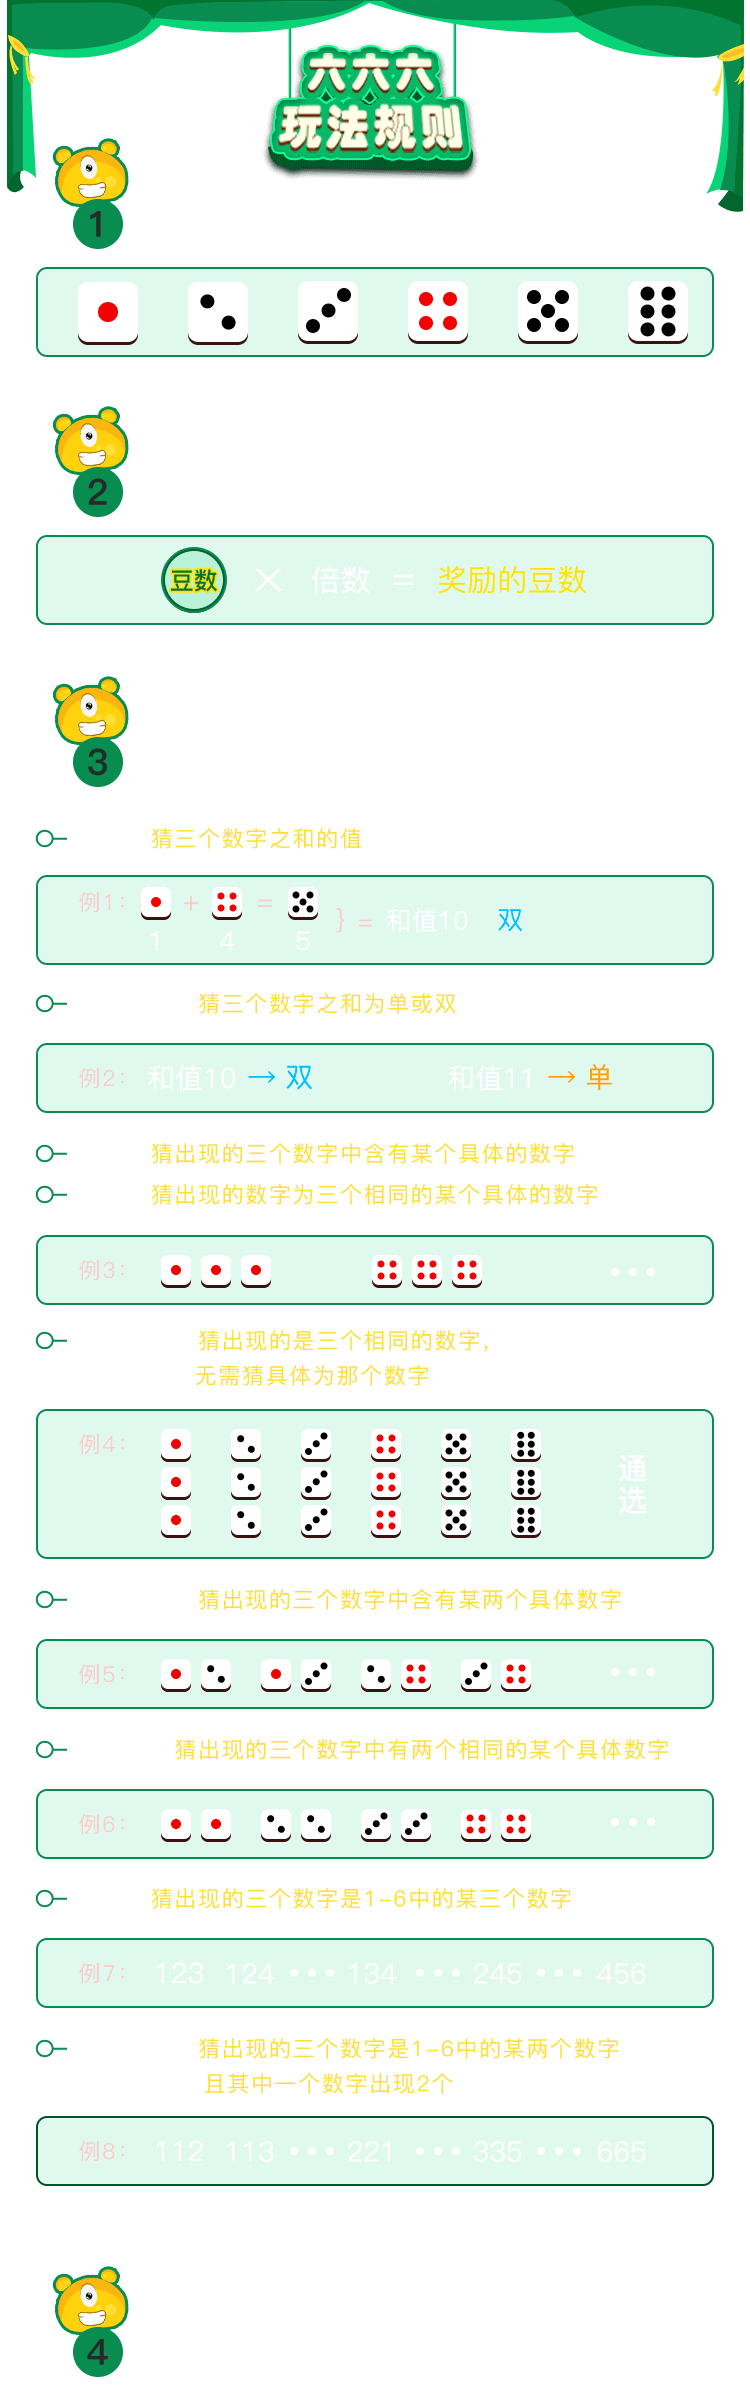 六六六
玩法规则
1
2
豆数 × 倍数 = 奖励的豆数
3
猜三个数字之和的值
例1: + = } = 和值10 双
1 4 5
猜三个数字之和为单或双
例2: 和值10 → 双 和值11 → 单
猜出现的三个数字中含有某个具体的数字
猜出现的数字为三个相同的某个具体的数字
例3: •••
猜出现的是三个相同的数字,
无需猜具体为那个数字
例4: 通选
猜出现的三个数字中含有某两个具体数字
例5: •••
猜出现的三个数字中有两个相同的某个具体数字
例6: •••
猜出现的三个数字是1-6中的某三个数字
例7: 123 124 ••• 134 ••• 245 ••• 456
猜出现的三个数字是1-6中的某两个数字
且其中一个数字出现2个
例8: 112 113 ••• 221 ••• 335 ••• 665
4